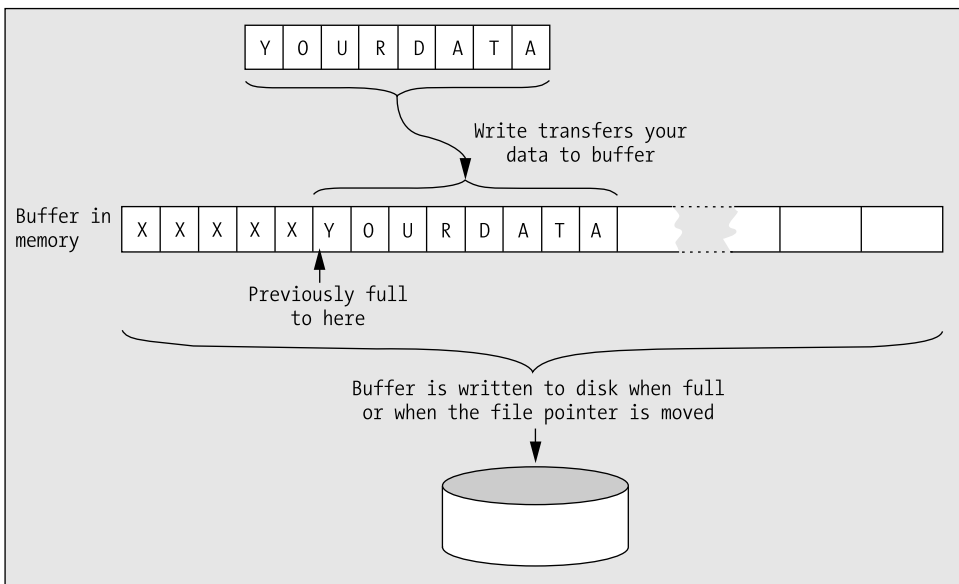 Y O U R D A T A
Write transfers your
data to buffer
Buffer in
memory
X X X X X Y O U R D A T A
Previously full
to here
Buffer is written to disk when full
or when the file pointer is moved